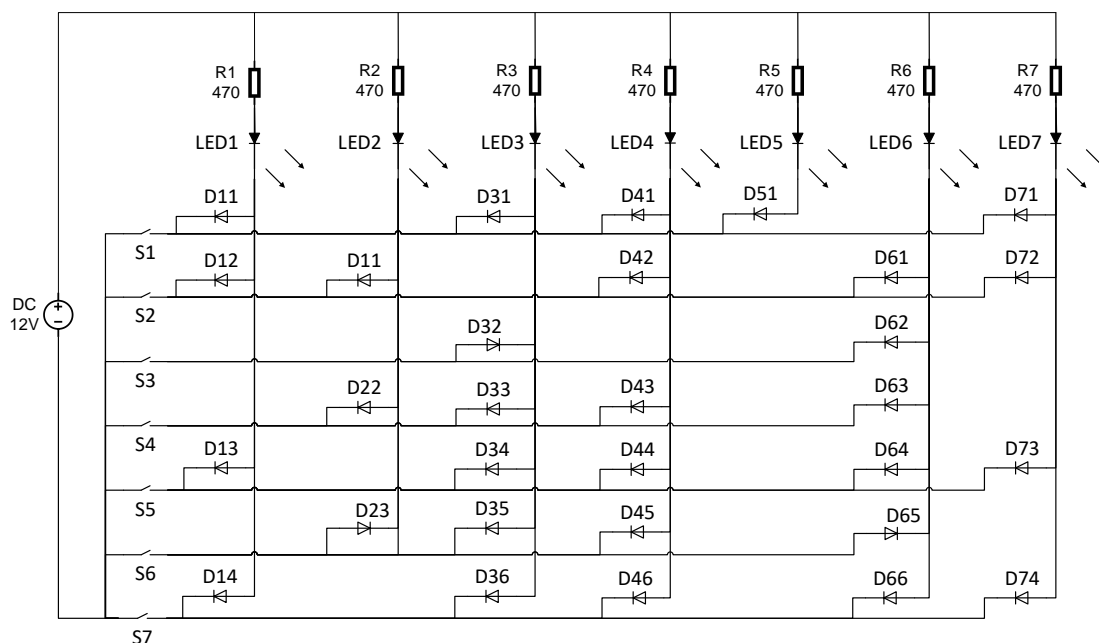 R1 R2 R3 R4 R5 R6 R7
470 470 470 470 470 470 470
LED1 LED2 LED3 LED4 LED5 LED6 LED7
D11 D31 D41 D51 D71
S1
D12 D11 D42 D61 D72
DC
12V
S2
D32 D62
S3
D22 D33 D43 D63
S4
D13 D34 D44 D64 D73
S5
D23 D35 D45 D65
S6
D14 D36 D46 D66 D74
S7